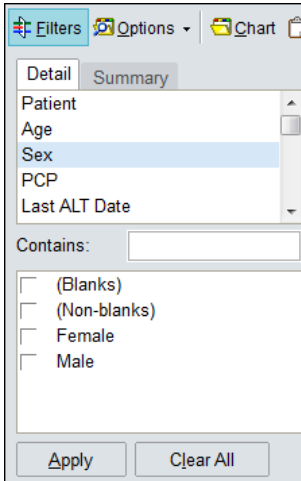 Filters Options Chart
Detail Summary
Patient
Age
Sex
PCP
Last ALT Date
Contains:
(Blanks)
(Non-blanks)
Female
Male
Apply Clear All